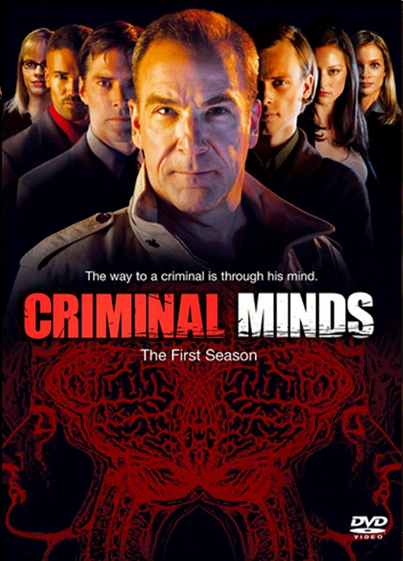 The way to a criminal is through his mind.
CRIMINAL MINDS
The First Season
DVD
VIDEO